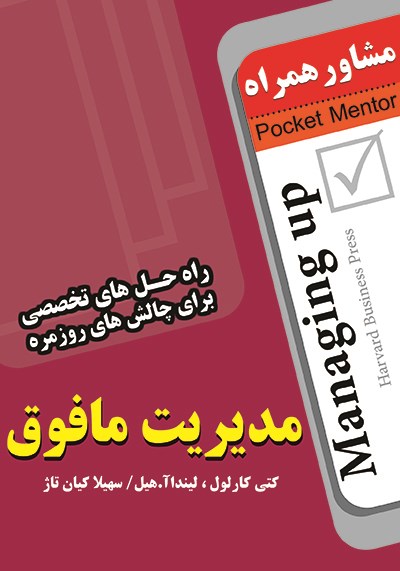 مشاور همراه
Pocket Mentor
Managing up
Harvard Business Press
راه حل های تخصصی
برای چالش های روزمره
مدیریت مافوق
کتی کارلول ، لینداآ.هیل/ سهیلا کیان تاژ